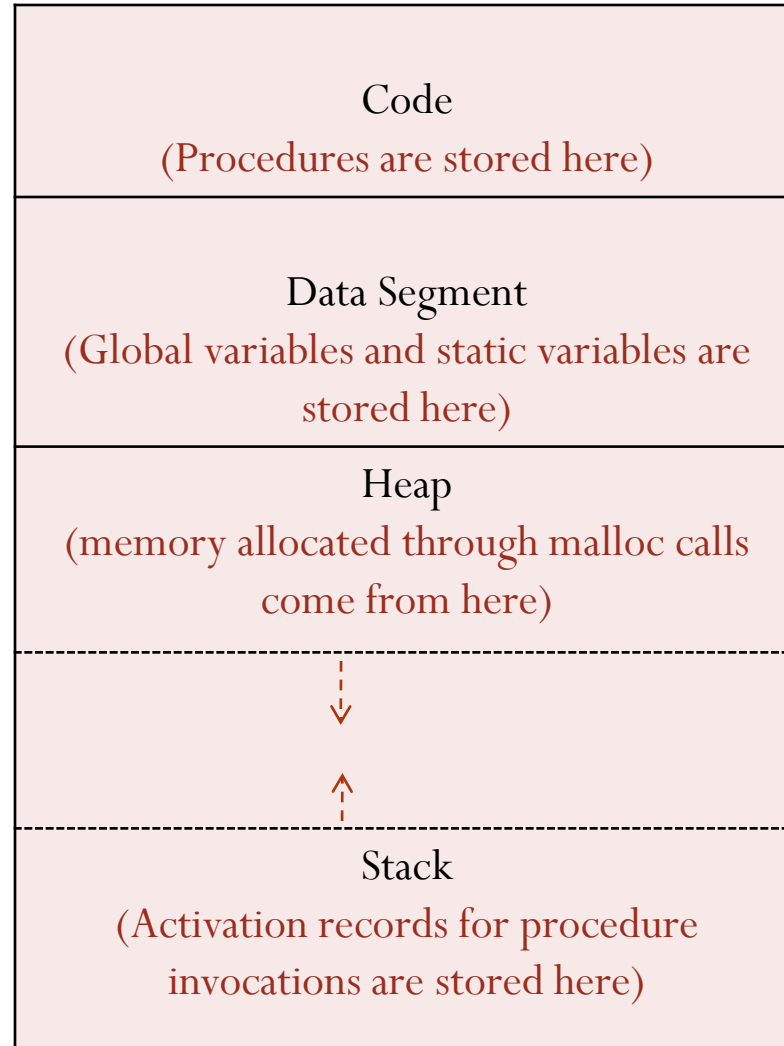 Code
(Procedures are stored here)
Data Segment
(Global variables and static variables are
stored here)
Heap
(memory allocated through malloc calls
come from here)
Stack
(Activation records for procedure
invocations are stored here)